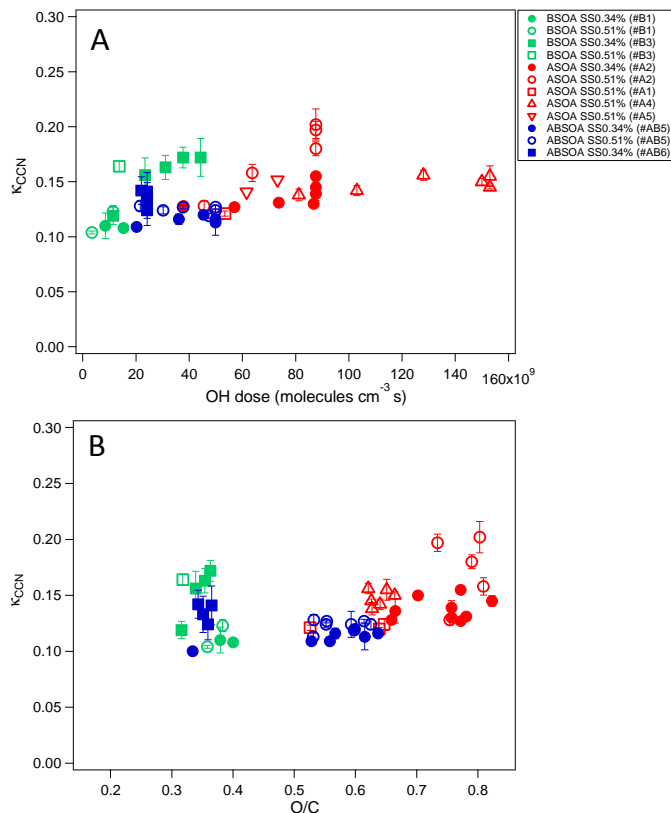 A
0.30
0.25
0.20
0.15
0.10
0.05
0.00
κCCN
0 20 40 60 80 100 120 140 160x10⁹
OH dose (molecules cm⁻³ s)
BSOA SS0.34% (#B1)
BSOA SS0.51% (#B1)
BSOA SS0.34% (#B3)
BSOA SS0.51% (#B3)
ASOA SS0.34% (#A2)
ASOA SS0.51% (#A2)
ASOA SS0.51% (#A1)
ASOA SS0.51% (#A4)
ASOA SS0.51% (#A5)
ABSOA SS0.34% (#AB5)
ABSOA SS0.51% (#AB5)
ABSOA SS0.34% (#AB6)
B
0.30
0.25
0.20
0.15
0.10
0.05
0.00
κCCN
0.2 0.3 0.4 0.5 0.6 0.7 0.8
O/C